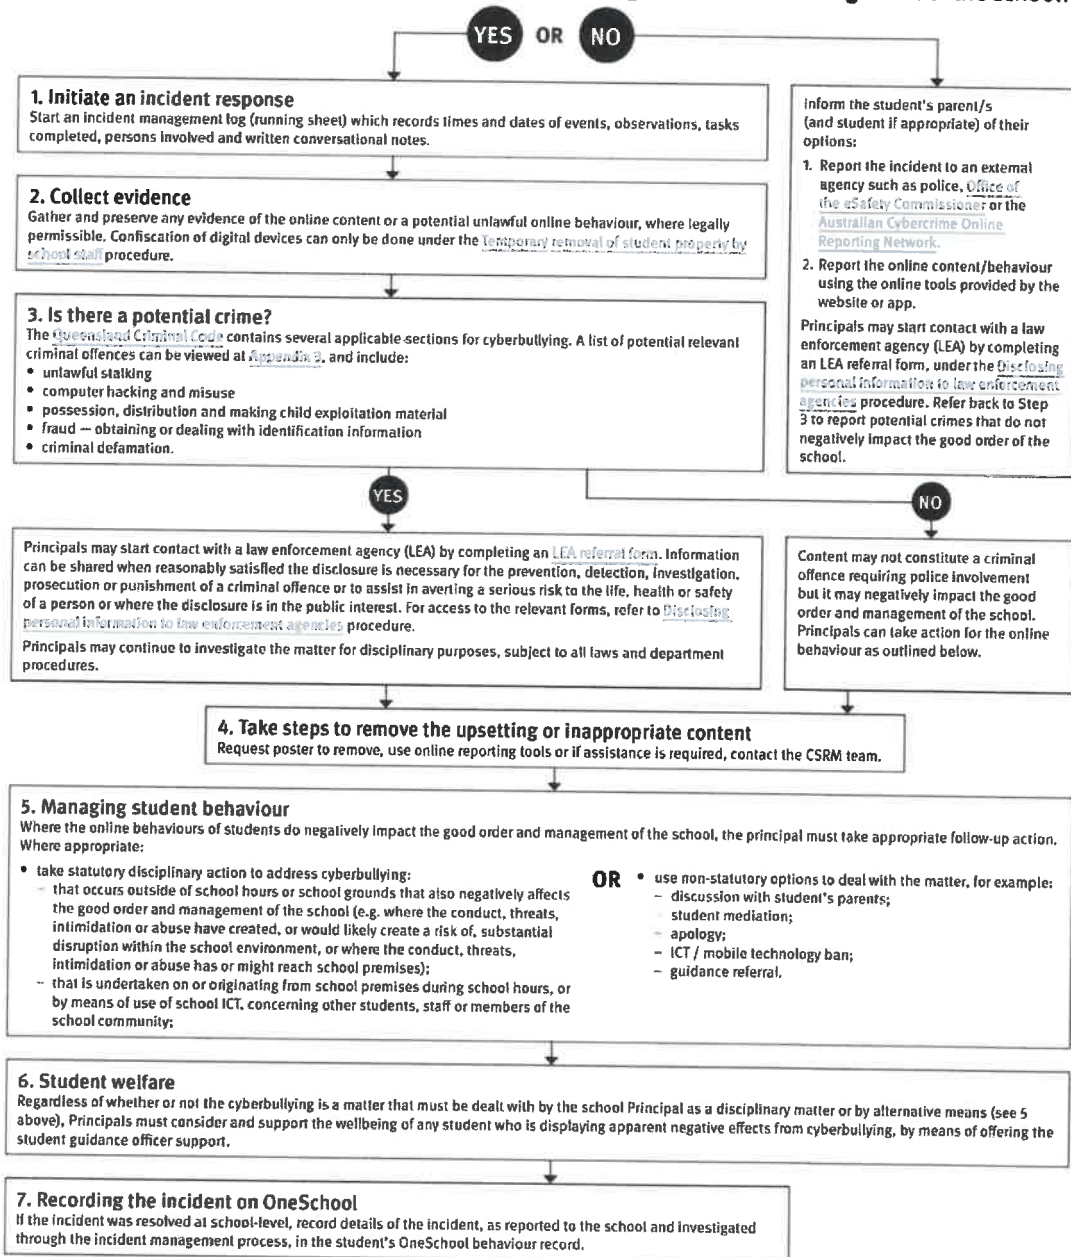 YES OR NO
1. Initiate an incident response
Start an incident management log (running sheet) which records times and dates of events, observations, tasks
completed, persons involved and written conversational notes.
2. Collect evidence
Gather and preserve any evidence of the online content or a potential unlawful online behaviour, where legally
permissible. Confiscation of digital devices can only be done under the Temporary removal of student property by
school staff procedure.
3. Is there a potential crime?
The Queensland Criminal Code contains several applicable sections for cyberbullying. A list of potential relevant
criminal offences can be viewed at Appendix 3, and include:
• unlawful stalking
• computer hacking and misuse
• possession, distribution and making child exploitation material
• fraud – obtaining or dealing with identification information
• criminal defamation.
Inform the student's parent/s
(and student if appropriate) of their
options:
1. Report the incident to an external
agency such as police, Office of
the eSafety Commissioner or the
Australian Cybercrime Online
Reporting Network.
2. Report the online content/behaviour
using the online tools provided by the
website or app.
Principals may start contact with a law
enforcement agency (LEA) by completing
an LEA referral form, under the Disclosing
personal information to law enforcement
agencies procedure. Refer back to Step
3 to report potential crimes that do not
negatively impact the good order of the
school.
YES
NO
Principals may start contact with a law enforcement agency (LEA) by completing an LEA referral form. Information
can be shared when reasonably satisfied the disclosure is necessary for the prevention, detection, investigation,
prosecution or punishment of a criminal offence or to assist in averting a serious risk to the life, health or safety
of a person or where the disclosure is in the public interest. For access to the relevant forms, refer to Disclosing
personal information to law enforcement agencies procedure.
Principals may continue to investigate the matter for disciplinary purposes, subject to all laws and department
procedures.
Content may not constitute a criminal
offence requiring police involvement
but it may negatively impact the good
order and management of the school.
Principals can take action for the online
behaviour as outlined below.
4. Take steps to remove the upsetting or inappropriate content
Request poster to remove, use online reporting tools or if assistance is required, contact the CSRM team.
5. Managing student behaviour
Where the online behaviours of students do negatively impact the good order and management of the school, the principal must take appropriate follow-up action.
Where appropriate:
• take statutory disciplinary action to address cyberbullying:
– that occurs outside of school hours or school grounds that also negatively affects
the good order and management of the school (e.g. where the conduct, threats,
intimidation or abuse have created, or would likely create a risk of, substantial
disruption within the school environment, or where the conduct, threats,
intimidation or abuse has or might reach school premises);
– that is undertaken on or originating from school premises during school hours, or
by means of use of school ICT, concerning other students, staff or members of the
school community;
OR
• use non-statutory options to deal with the matter, for example:
– discussion with student's parents;
– student mediation;
– apology;
– ICT / mobile technology ban;
– guidance referral.
6. Student welfare
Regardless of whether or not the cyberbullying is a matter that must be dealt with by the school Principal as a disciplinary matter or by alternative means (see 5
above), Principals must consider and support the wellbeing of any student who is displaying apparent negative effects from cyberbullying, by means of offering the
student guidance officer support.
7. Recording the incident on OneSchool
If the incident was resolved at school-level, record details of the incident, as reported to the school and investigated
through the incident management process, in the student's OneSchool behaviour record.